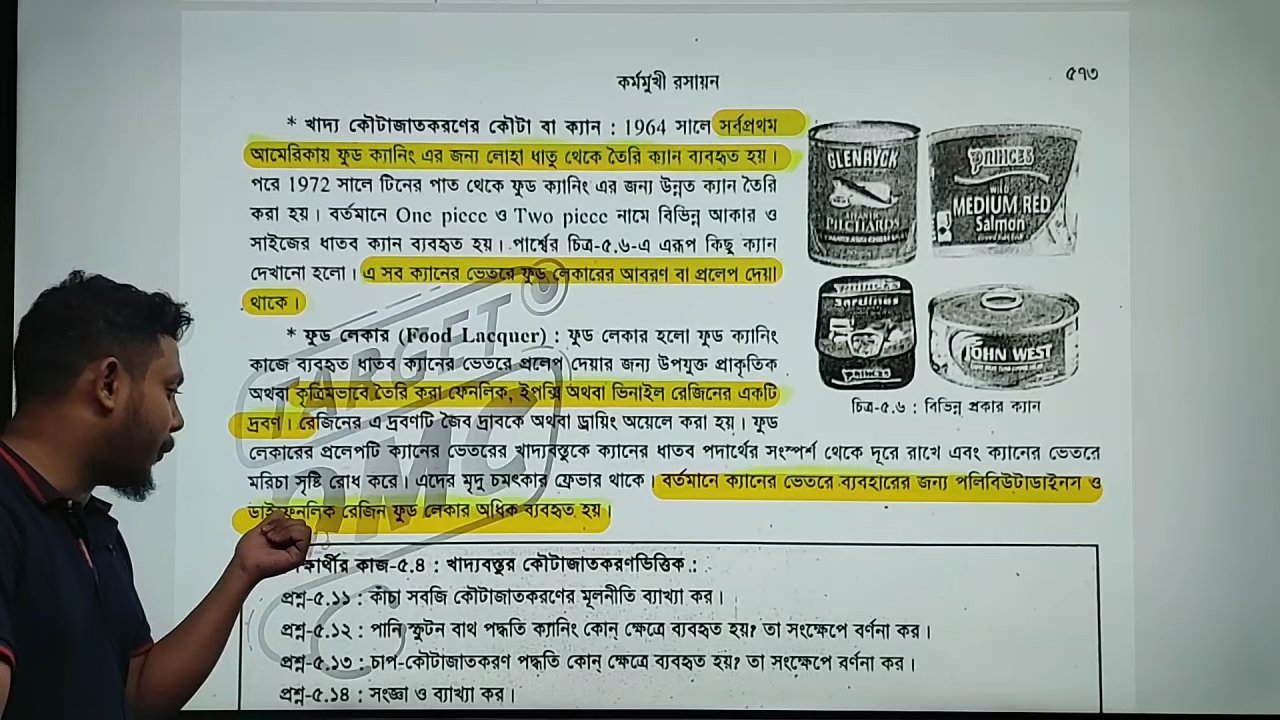 কর্মমুখী রসায়ন
৫৭৩
* খাদ্য কৌটাজাতকরণের কৌটা বা ক্যান : 1964 সালে সর্বপ্রথম
আমেরিকায় ফুড ক্যানিং এর জন্য লোহা ধাতু থেকে তৈরি ক্যান ব্যবহৃত হয়।
পরে 1972 সালে টিনের পাত থেকে ফুড ক্যানিং এর জন্য উন্নত ক্যান তৈরি
করা হয়। বর্তমানে One piece ও Two piece নামে বিভিন্ন আকার ও
সাইজের ধাতব ক্যান ব্যবহৃত হয়। পার্শ্বের চিত্র-৫.৬-এ এরূপ কিছু ক্যান
দেখানো হলো। এ সব ক্যানের ভেতরে ফুড লেকারের আবরণ বা প্রলেপ দেয়া
থাকে।
GLENRYCK
PILCHARDS
PRINCES
WILD
MEDIUM RED
Salmon
PRINCES
Sardines
PRINCES
JOHN WEST
চিত্র-৫.৬ : বিভিন্ন প্রকার ক্যান
* ফুড লেকার (Food Lacquer) : ফুড লেকার হলো ফুড ক্যানিং
কাজে ব্যবহৃত ধাতব ক্যানের ভেতরে প্রলেপ দেয়ার জন্য উপযুক্ত প্রাকৃতিক
অথবা কৃত্রিমভাবে তৈরি করা ফেনলিক, ইপক্সি অথবা ভিনাইল রেজিনের একটি
দ্রবণ। রেজিনের এ দ্রবণটি জৈব দ্রাবকে অথবা ড্রায়িং অয়েলে করা হয়। ফুড
লেকারের প্রলেপটি ক্যানের ভেতরের খাদ্যবস্তুকে ক্যানের ধাতব পদার্থের সংস্পর্শ থেকে দূরে রাখে এবং ক্যানের ভেতরে
মরিচা সৃষ্টি রোধ করে। এদের মৃদু চমৎকার ফ্লেভার থাকে। বর্তমানে ক্যানের ভেতরে ব্যবহারের জন্য পলিবিউটাডাইনস ও
ফেনলিক রেজিন ফুড লেকার অধিক ব্যবহৃত হয়।
ক্ষার্থীর কাজ-৫.৪ : খাদ্যবস্তুর কৌটাজাতকরণভিত্তিক :
প্রশ্ন-৫.১১ : কাঁচা সবজি কৌটাজাতকরণের মূলনীতি ব্যাখ্যা কর।
প্রশ্ন-৫.১২ : পানি স্ফুটন বাথ পদ্ধতি ক্যানিং কোন্ ক্ষেত্রে ব্যবহৃত হয়? তা সংক্ষেপে বর্ণনা কর।
প্রশ্ন-৫.১৩ : চাপ-কৌটাজাতকরণ পদ্ধতি কোন্ ক্ষেত্রে ব্যবহৃত হয়? তা সংক্ষেপে বর্ণনা কর।
প্রশ্ন-৫.১৪ : সংজ্ঞা ও ব্যাখ্যা কর।
TARGET
DMC